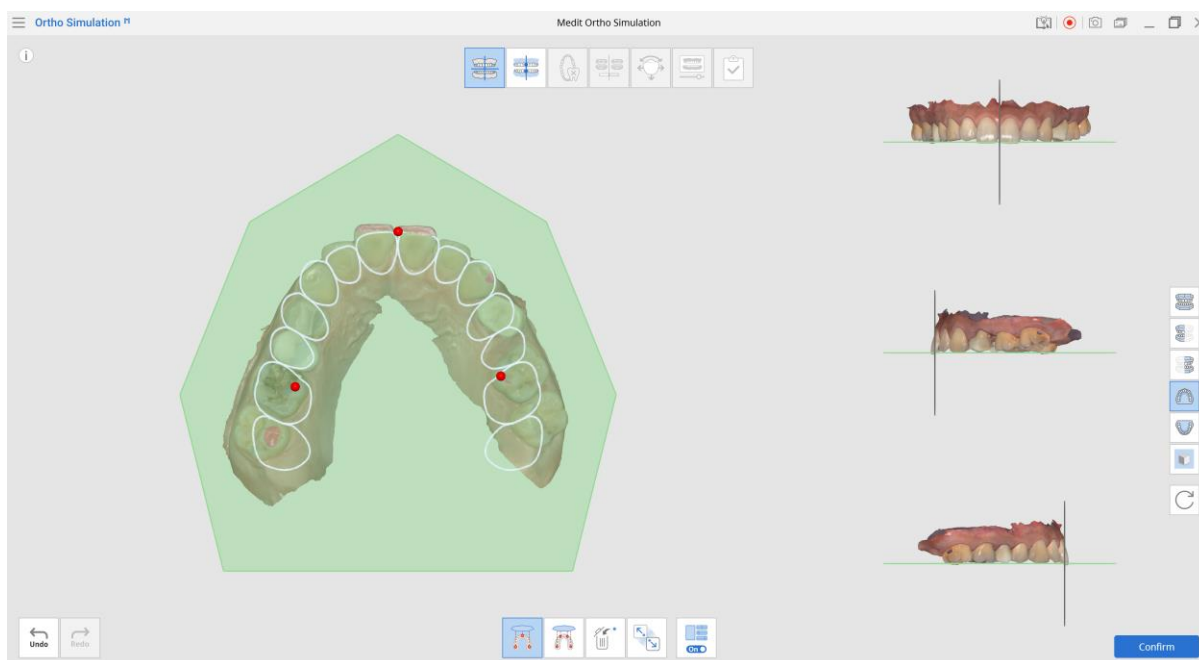 Ortho Simulation M
Medit Ortho Simulation
i
On
Undo
Redo
Confirm